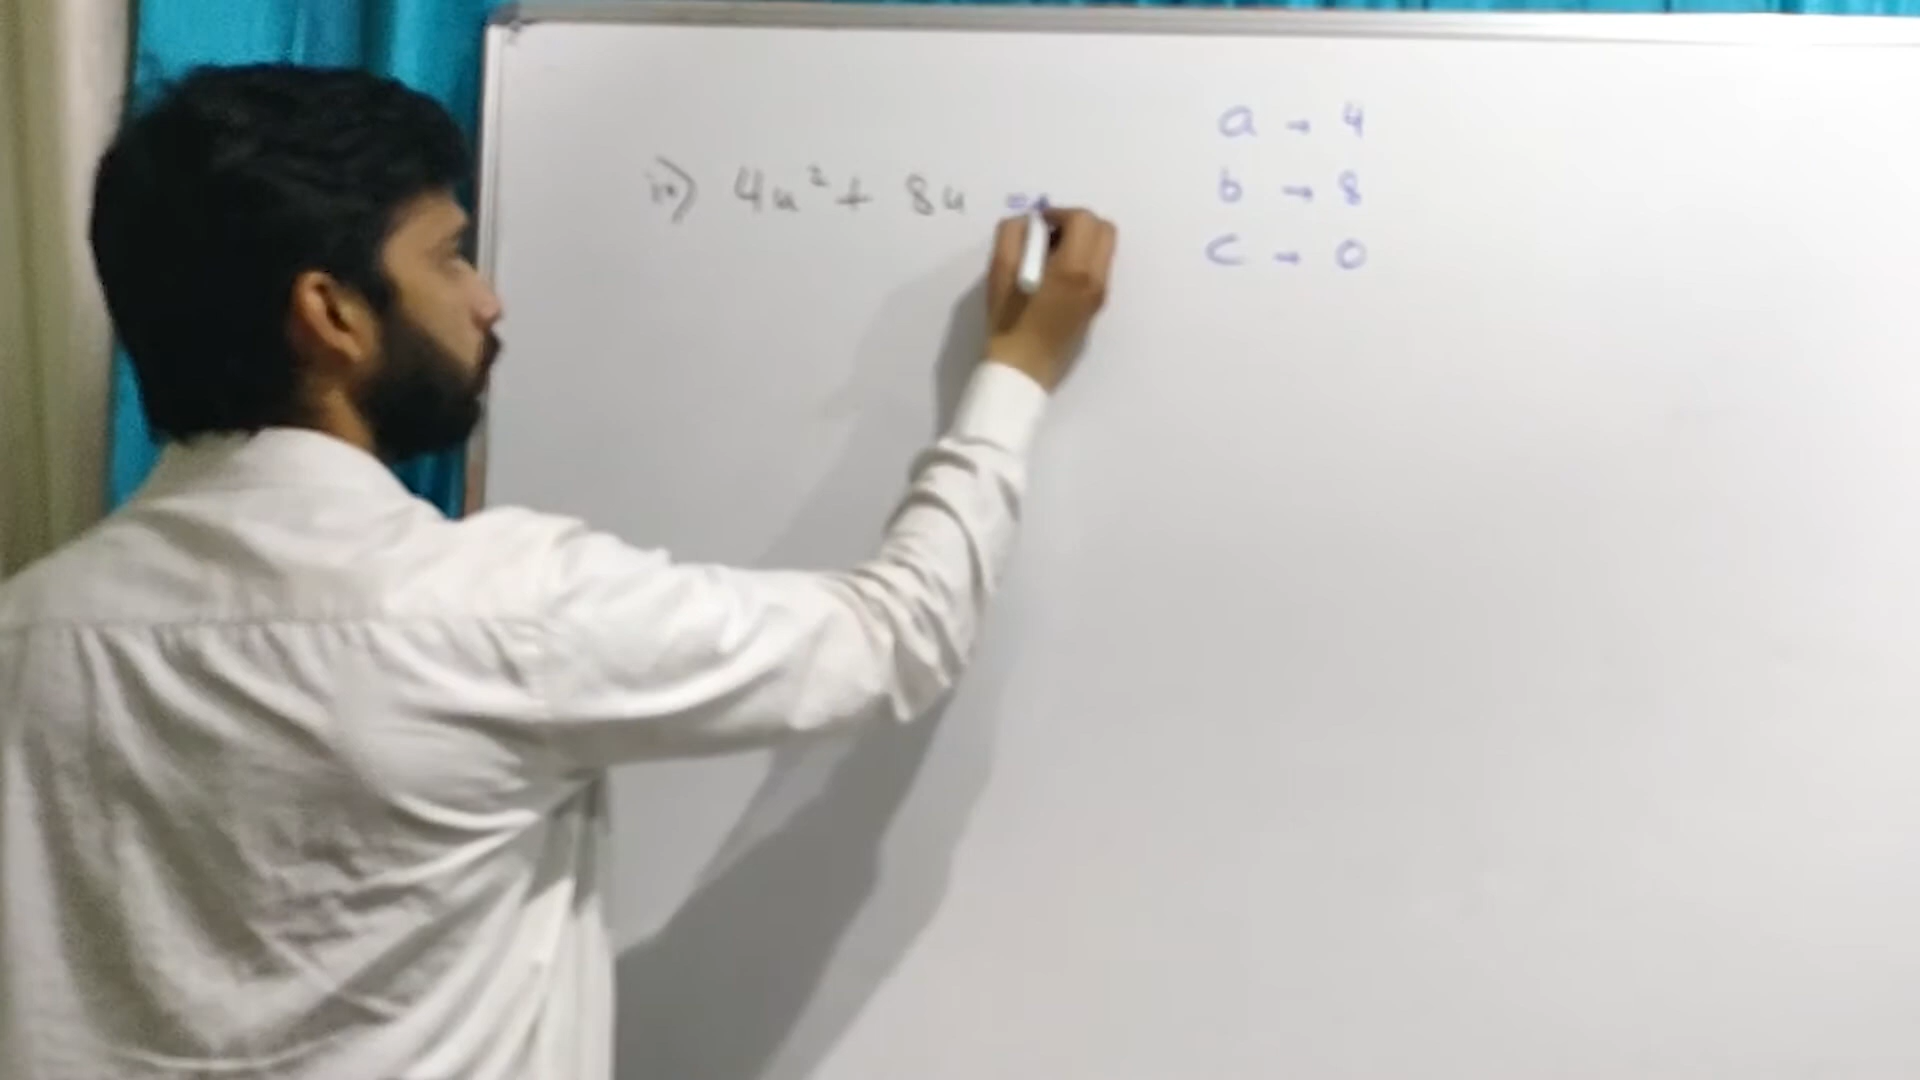 iv) 4u² + 8u =
a → 4
b → 8
c → 0